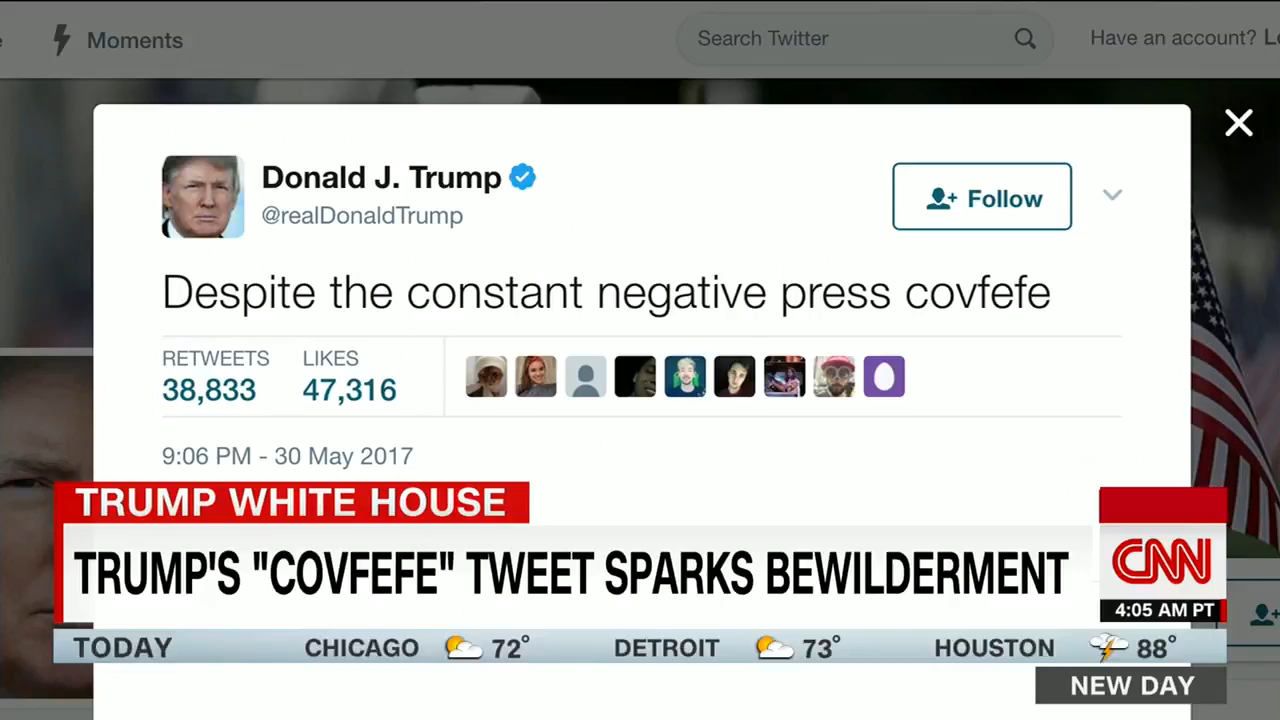 Moments
Search Twitter
Have an account?
Donald J. Trump
@realDonaldTrump
Follow
Despite the constant negative press covfefe
RETWEETS LIKES
38,833 47,316
9:06 PM - 30 May 2017
TRUMP WHITE HOUSE
TRUMP'S "COVFEFE" TWEET SPARKS BEWILDERMENT
CNN
4:05 AM PT
TODAY CHICAGO 72° DETROIT 73° HOUSTON 88°
NEW DAY